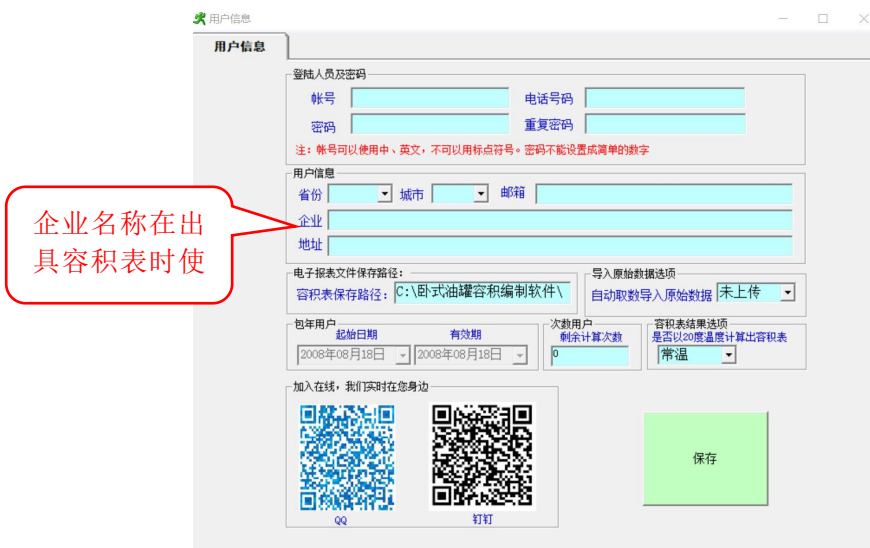 用户信息
用户信息
登陆人员及密码
帐号 电话号码
密码 重复密码
注：帐号可以使用中、英文，不可以用标点符号。密码不能设置成简单的数字
用户信息
省份 城市 邮箱
企业
地址
企业名称在出
具容积表时使
电子报表文件保存路径：
容积表保存路径： C:\卧式油罐容积编制软件\
导入原始数据选项
自动取数导入原始数据 未上传
包年用户
起始日期 有效期
2008年08月18日 2008年08月18日
次数用户
剩余计算次数
0
容积表结果选项
是否以20度温度计算出容积表
常温
加入在线，我们实时在您身边
QQ 钉钉
保存